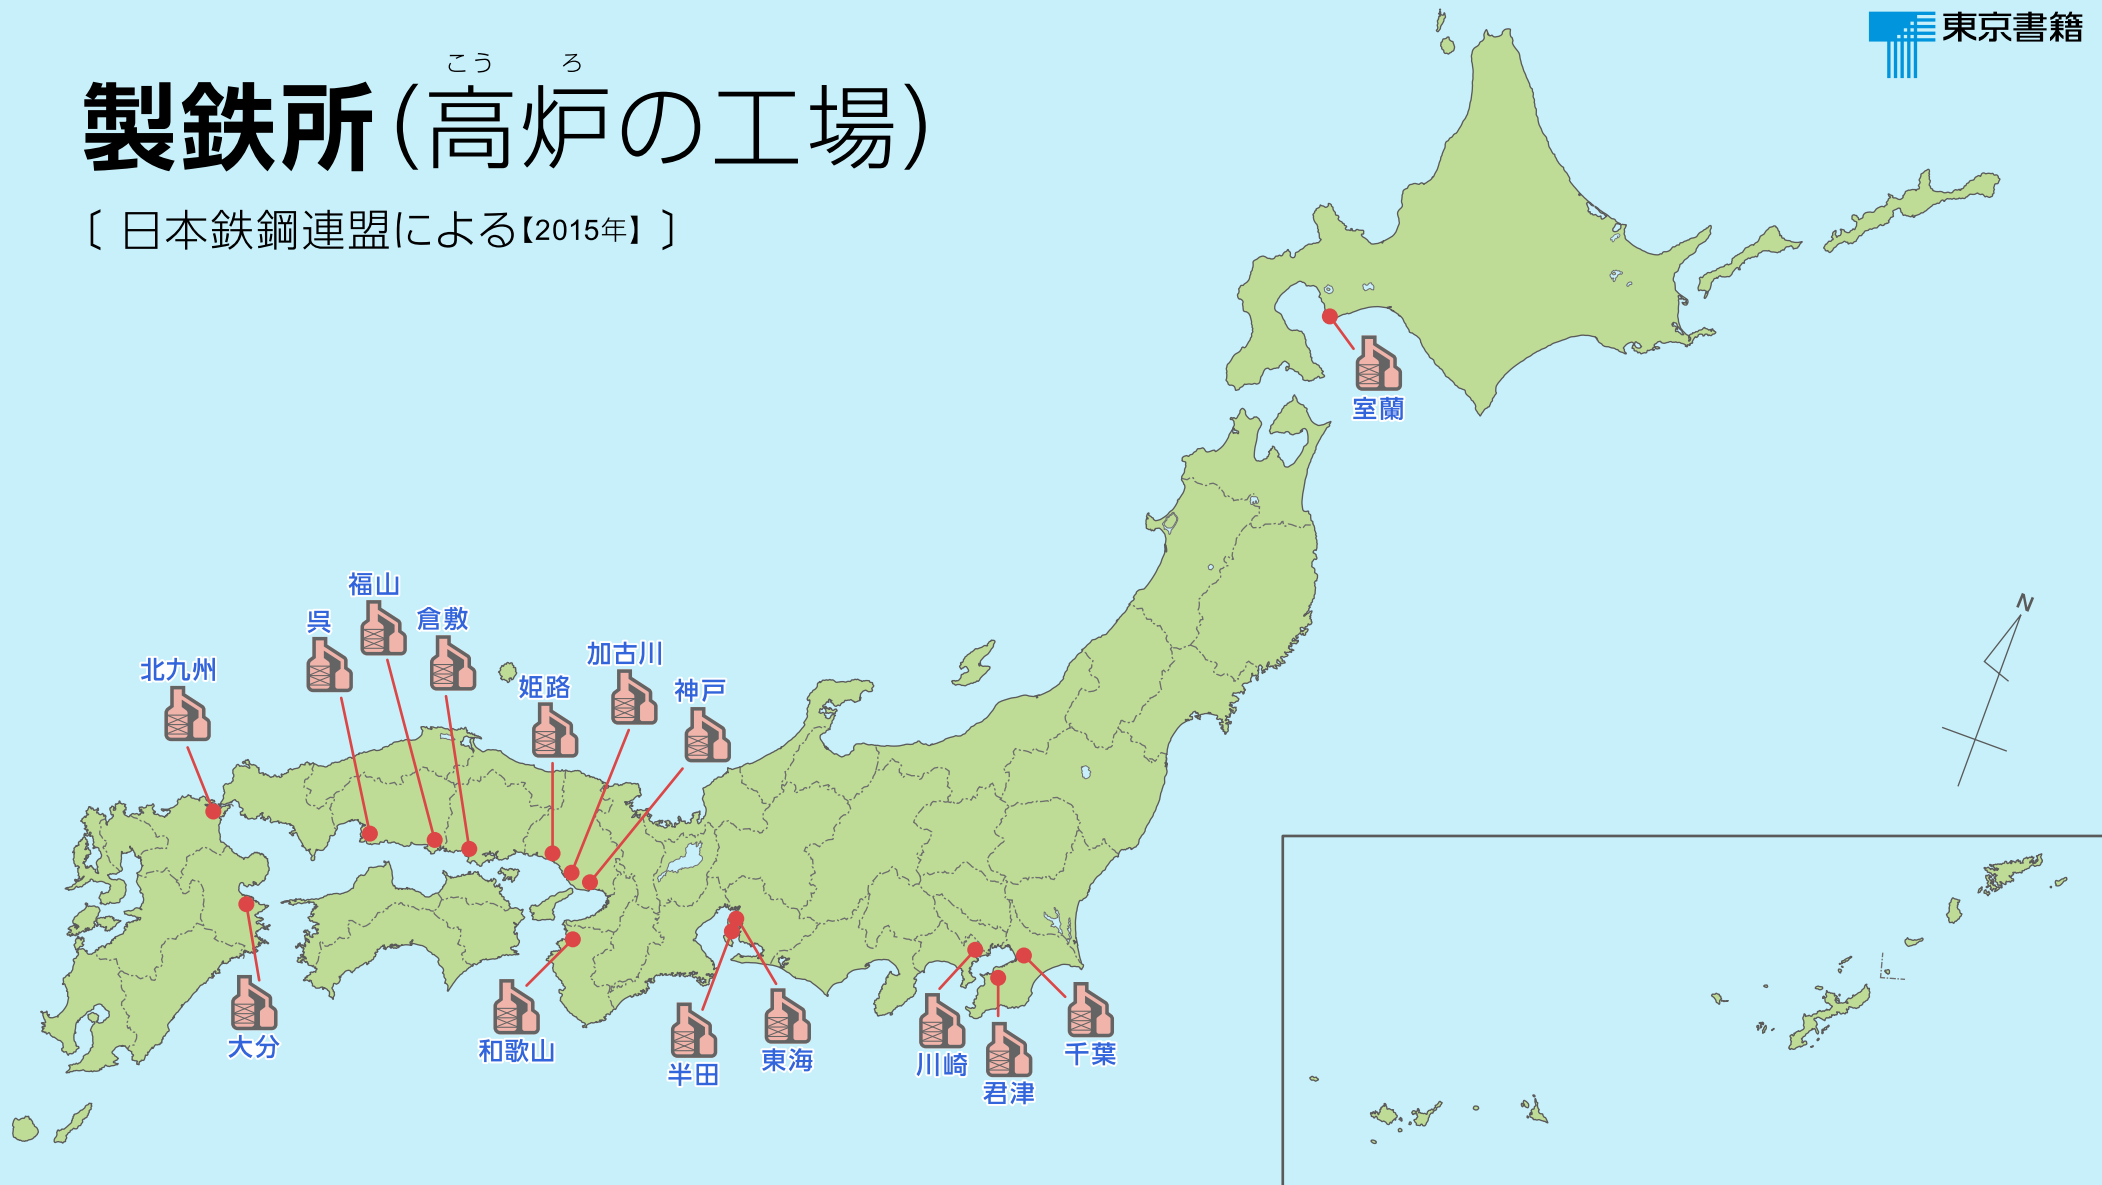 東京書籍
こう ろ
製鉄所(高炉の工場)
〔 日本鉄鋼連盟による【2015年】 〕
室蘭
N
福山
呉
倉敷
加古川
北九州
姫路
神戸
大分
和歌山
半田
東海
川崎
君津
千葉